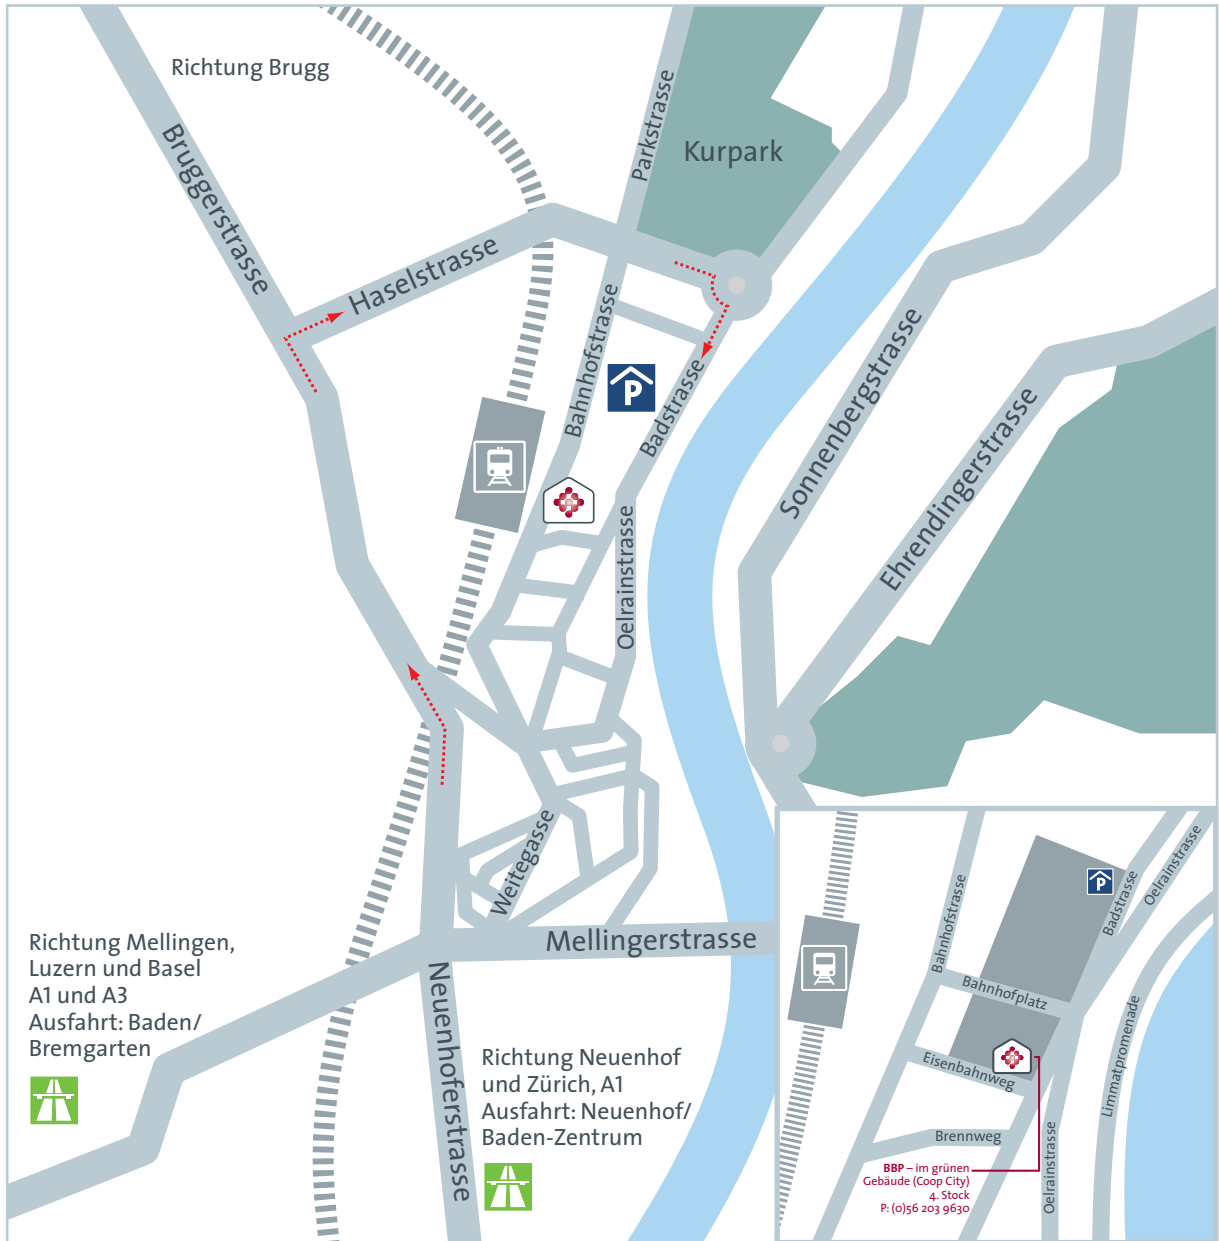 Richtung Brugg
Bruggerstrasse
Parkstrasse
Kurpark
Haselstrasse
Bahnhofstrasse
P
Badstrasse
Sonnenbergstrasse
Ehrendingerstrasse
Oelrainstrasse
Weitegasse
Mellingerstrasse
Neuenhoferstrasse
Richtung Mellingen,
Luzern und Basel
A1 und A3
Ausfahrt: Baden/
Bremgarten
Richtung Neuenhof
und Zürich, A1
Ausfahrt: Neuenhof/
Baden-Zentrum
Bahnhofstrasse
P
Badstrasse
Oelrainstrasse
Bahnhofplatz
Eisenbahnweg
Limmatpromenade
Brennweg
Oelrainstrasse
BBP – im grünen
Gebäude (Coop City)
4. Stock
P: (0)56 203 9630